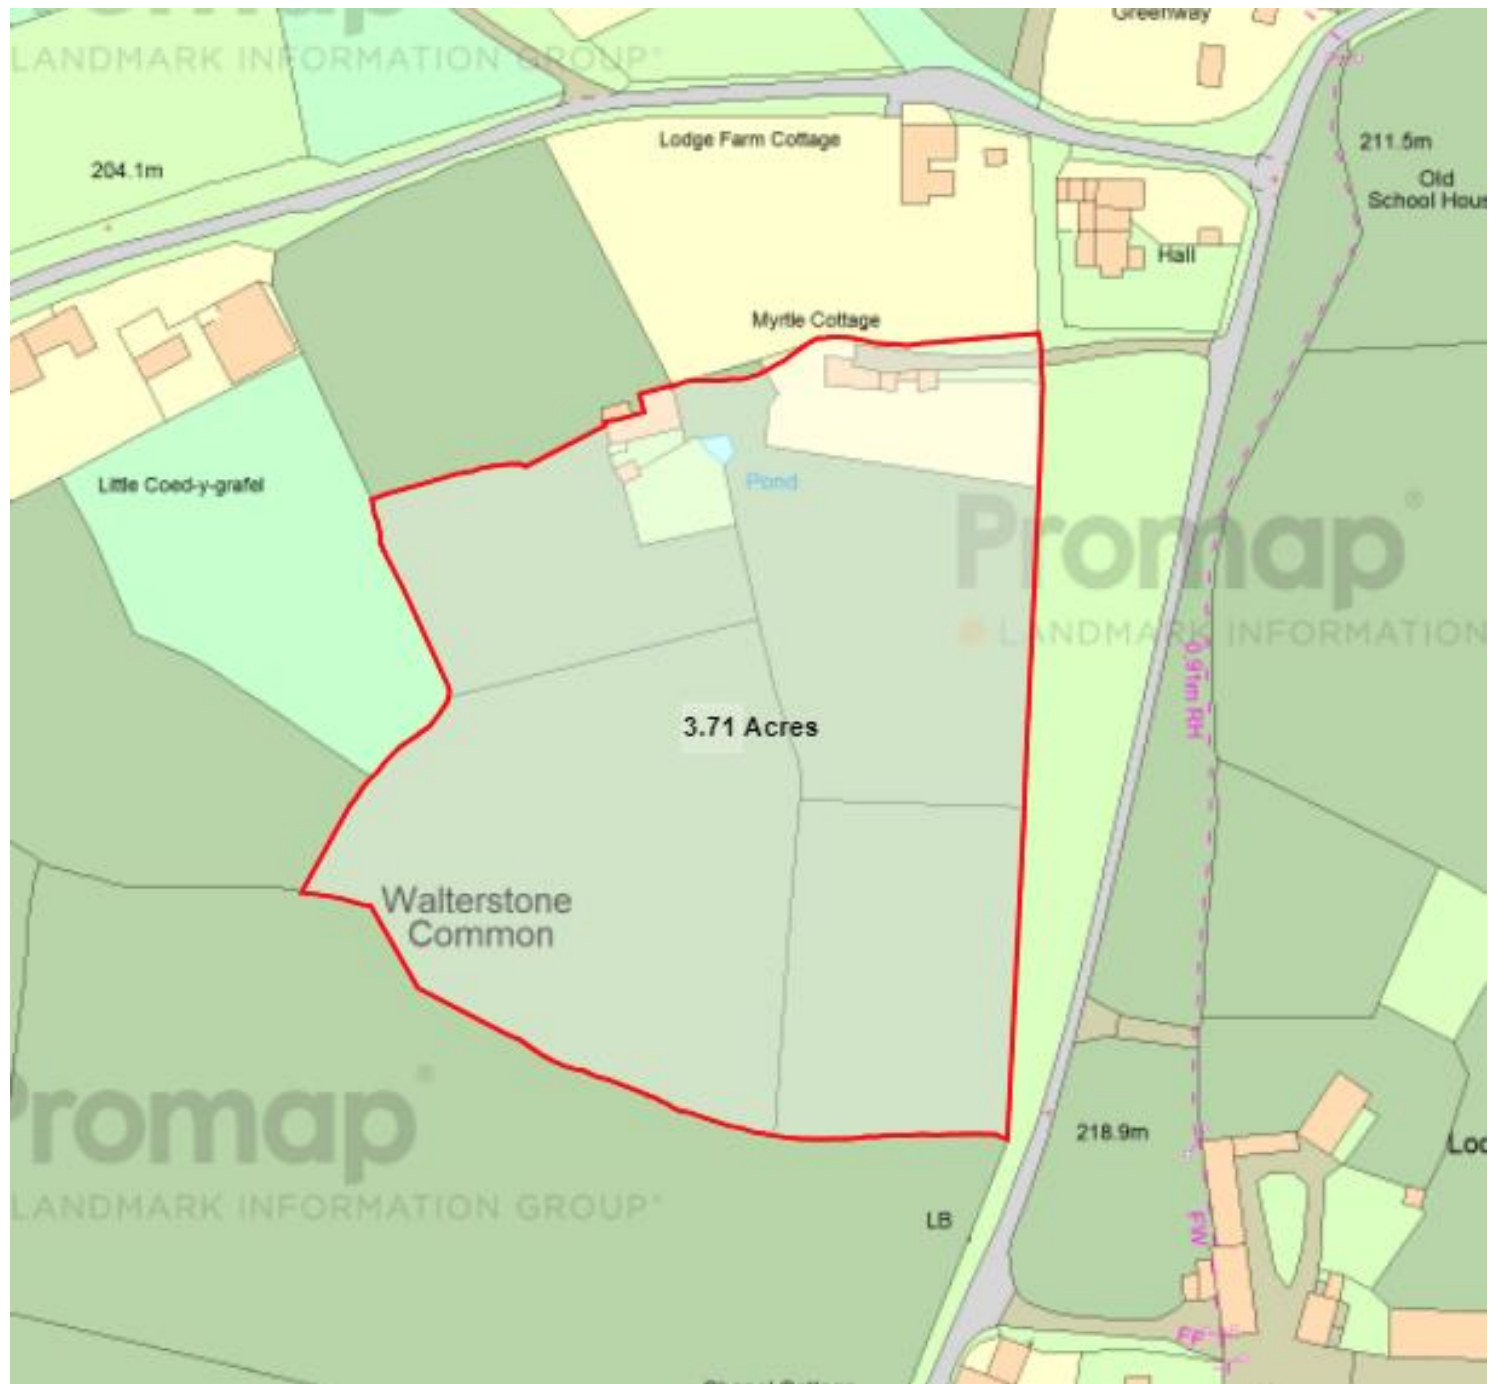 LANDMARK INFORMATION GROUP®
Greenway
204.1m
Lodge Farm Cottage
211.5m
Old
School
Hall
Myrtle Cottage
Little Coed-y-grafel
Pond
Promap®
LANDMARK INFORMATION
0.91m RH
3.71 Acres
Walterstone
Common
Promap®
LANDMARK INFORMATION GROUP®
218.9m
LB
FW
FF